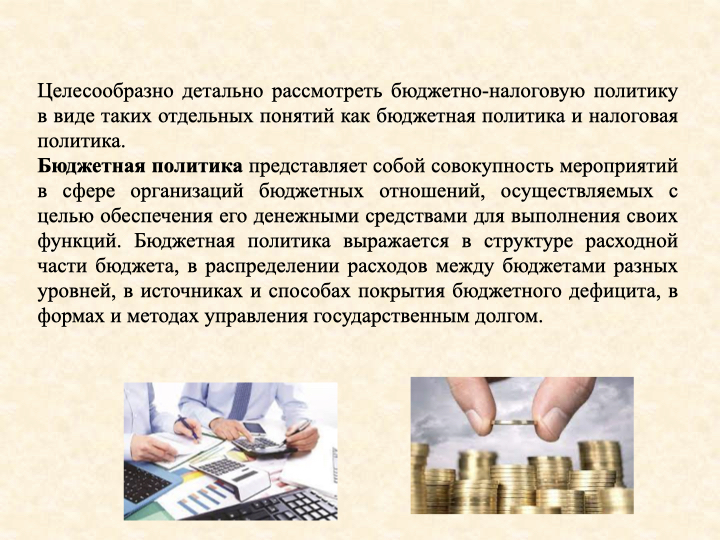 Целесообразно детально рассмотреть бюджетно-налоговую политику
в виде таких отдельных понятий как бюджетная политика и налоговая
политика.
Бюджетная политика представляет собой совокупность мероприятий
в сфере организаций бюджетных отношений, осуществляемых с
целью обеспечения его денежными средствами для выполнения своих
функций. Бюджетная политика выражается в структуре расходной
части бюджета, в распределении расходов между бюджетами разных
уровней, в источниках и способах покрытия бюджетного дефицита, в
формах и методах управления государственным долгом.